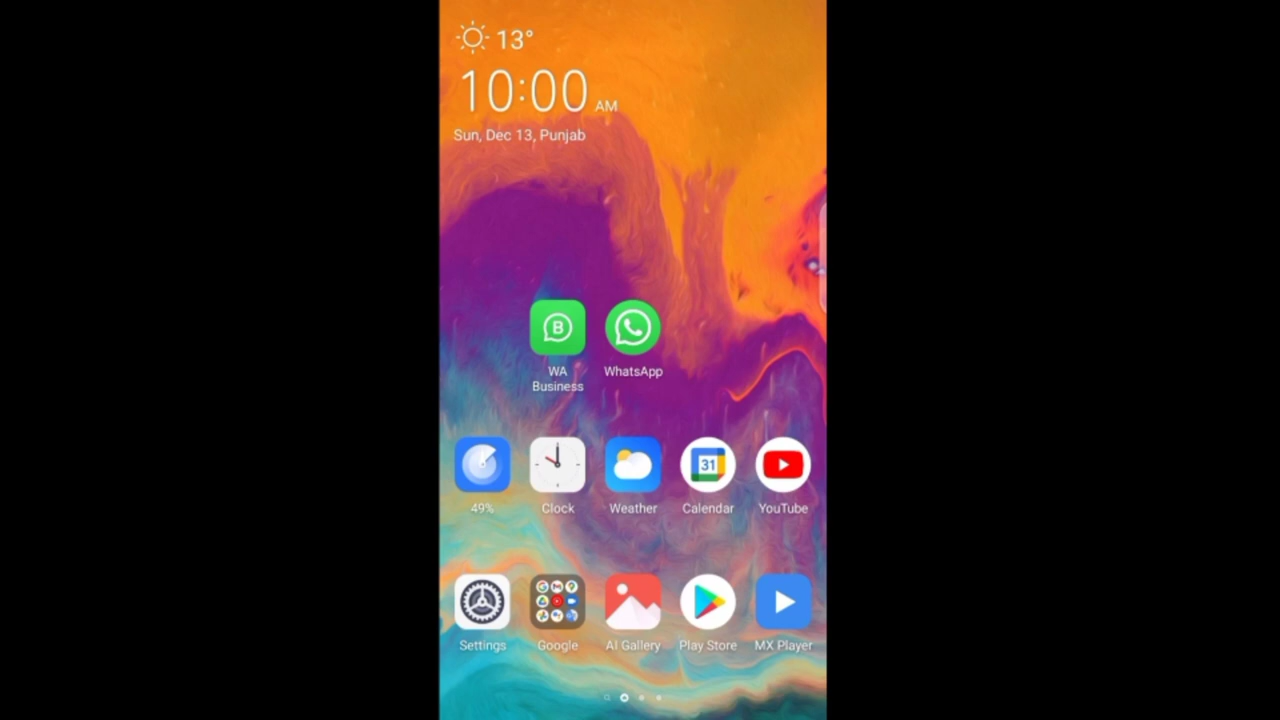 13°
10:00 AM
Sun, Dec 13, Punjab
B
WA
Business
WhatsApp
31
49%
Clock
Weather
Calendar
YouTube
Settings
Google
AI Gallery
Play Store
MX Player